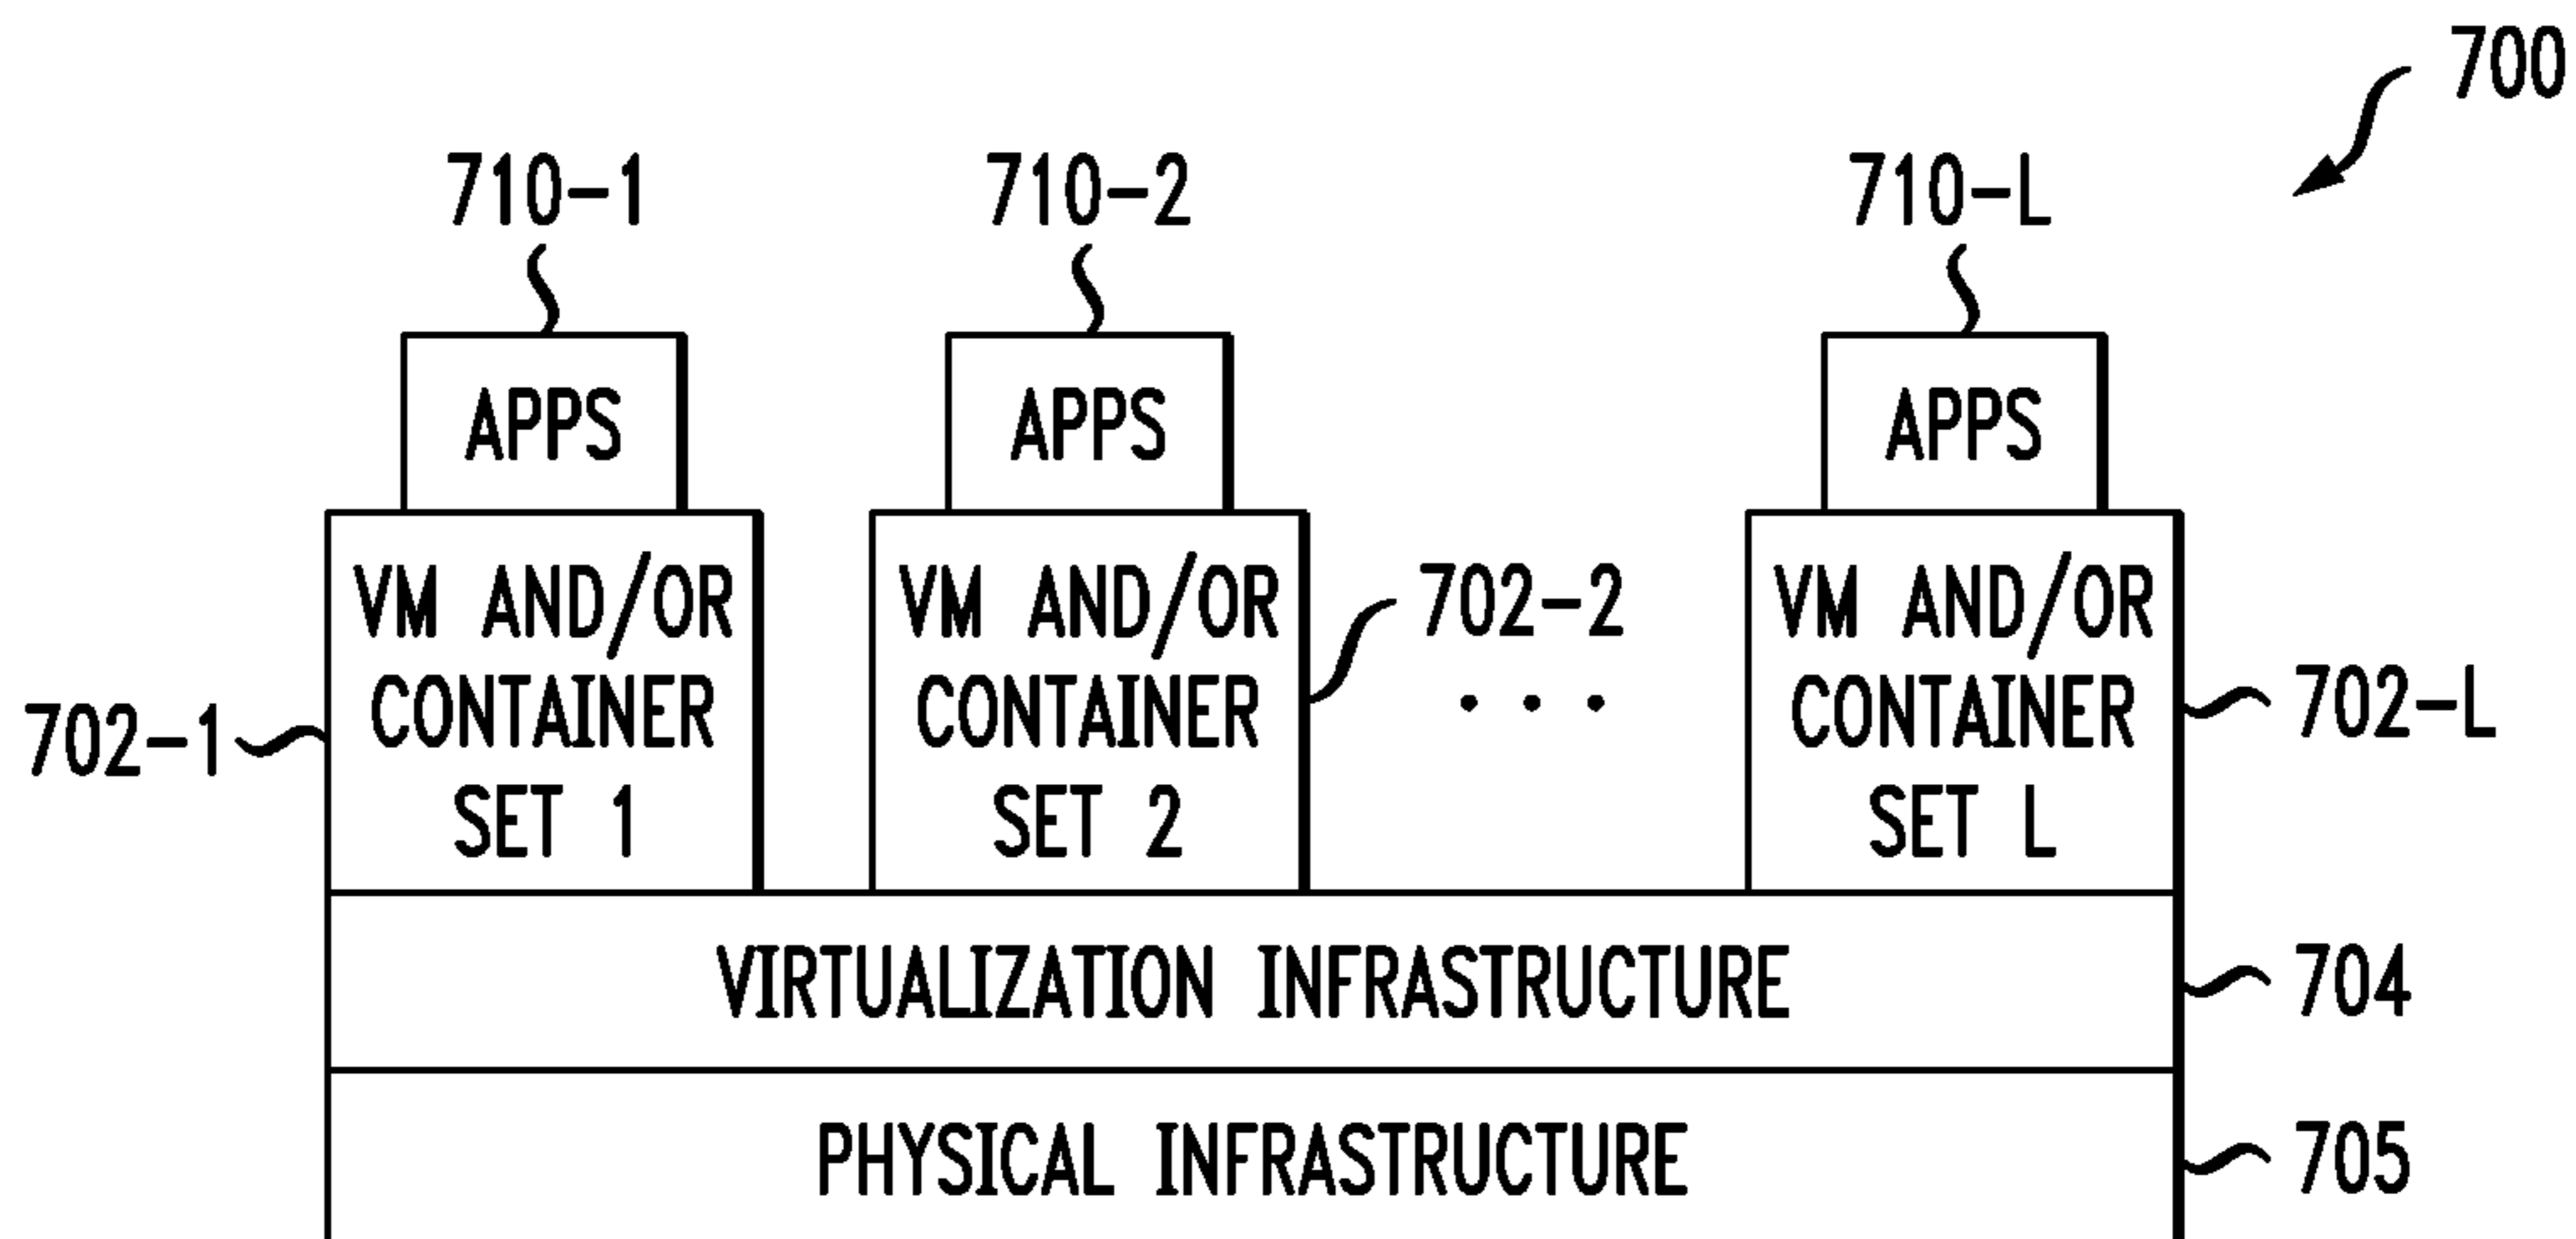 700
710-1 710-2 710-L
APPS APPS APPS
VM AND/OR CONTAINER SET 1
VM AND/OR CONTAINER SET 2
VM AND/OR CONTAINER SET L
702-1
702-2
. . .
702-L
VIRTUALIZATION INFRASTRUCTURE 704
PHYSICAL INFRASTRUCTURE 705